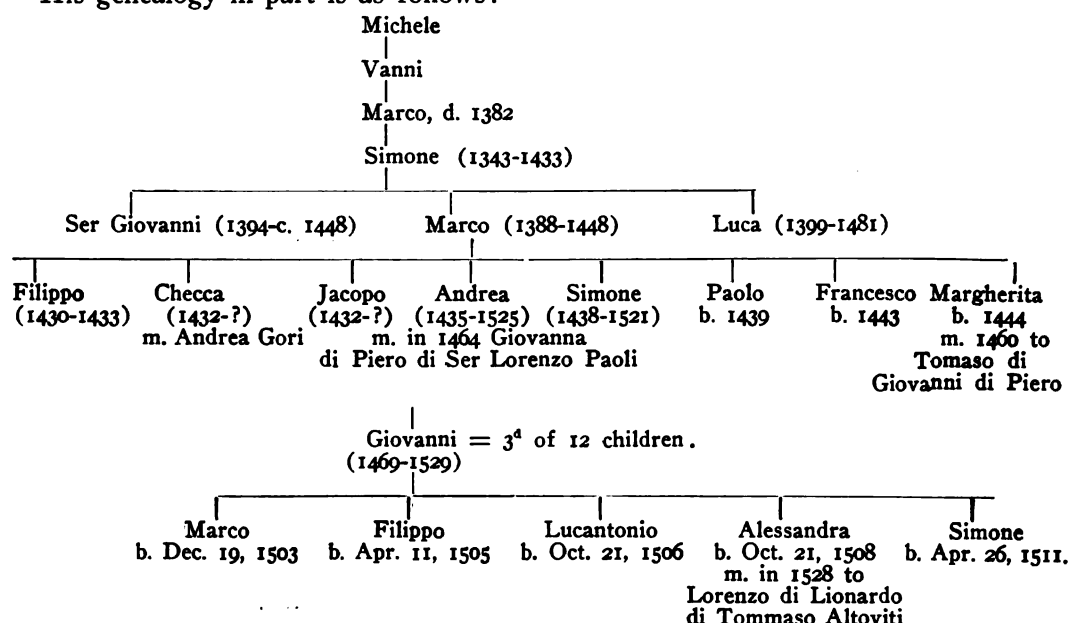 His genealogy in part is as follows:
Michele
Vanni
Marco, d. 1382
Simone (1343-1433)
Ser Giovanni (1394-c. 1448) Marco (1388-1448) Luca (1399-1481)
Filippo Checca Jacopo Andrea Simone Paolo Francesco Margherita
(1430-1433) (1432-?) (1432-?) (1435-1525) (1438-1521) b. 1439 b. 1443 b. 1444
m. Andrea Gori m. in 1464 Giovanna m. 1460 to
di Piero di Ser Lorenzo Paoli Tomaso di
Giovanni di Piero
Giovanni = 3d of 12 children.
(1469-1529)
Marco Filippo Lucantonio Alessandra Simone
b. Dec. 19, 1503 b. Apr. 11, 1505 b. Oct. 21, 1506 b. Oct. 21, 1508 b. Apr. 26, 1511.
m. in 1528 to
Lorenzo di Lionardo
di Tommaso Altoviti